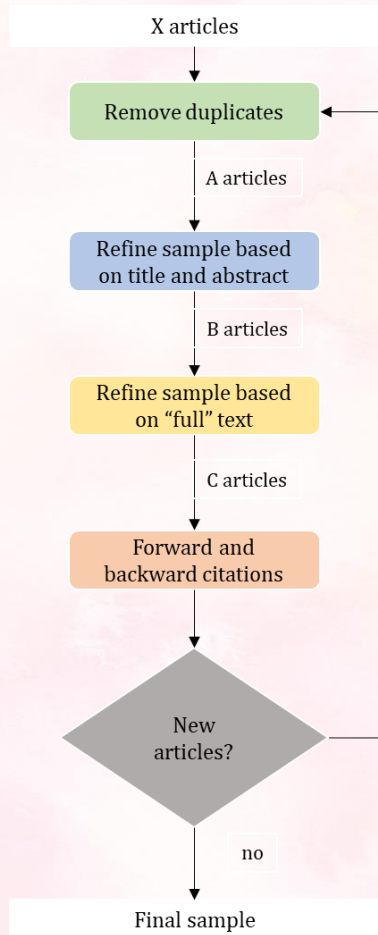 X articles
Remove duplicates
A articles
Refine sample based
on title and abstract
B articles
Refine sample based
on “full” text
C articles
Forward and
backward citations
New
articles?
no
Final sample